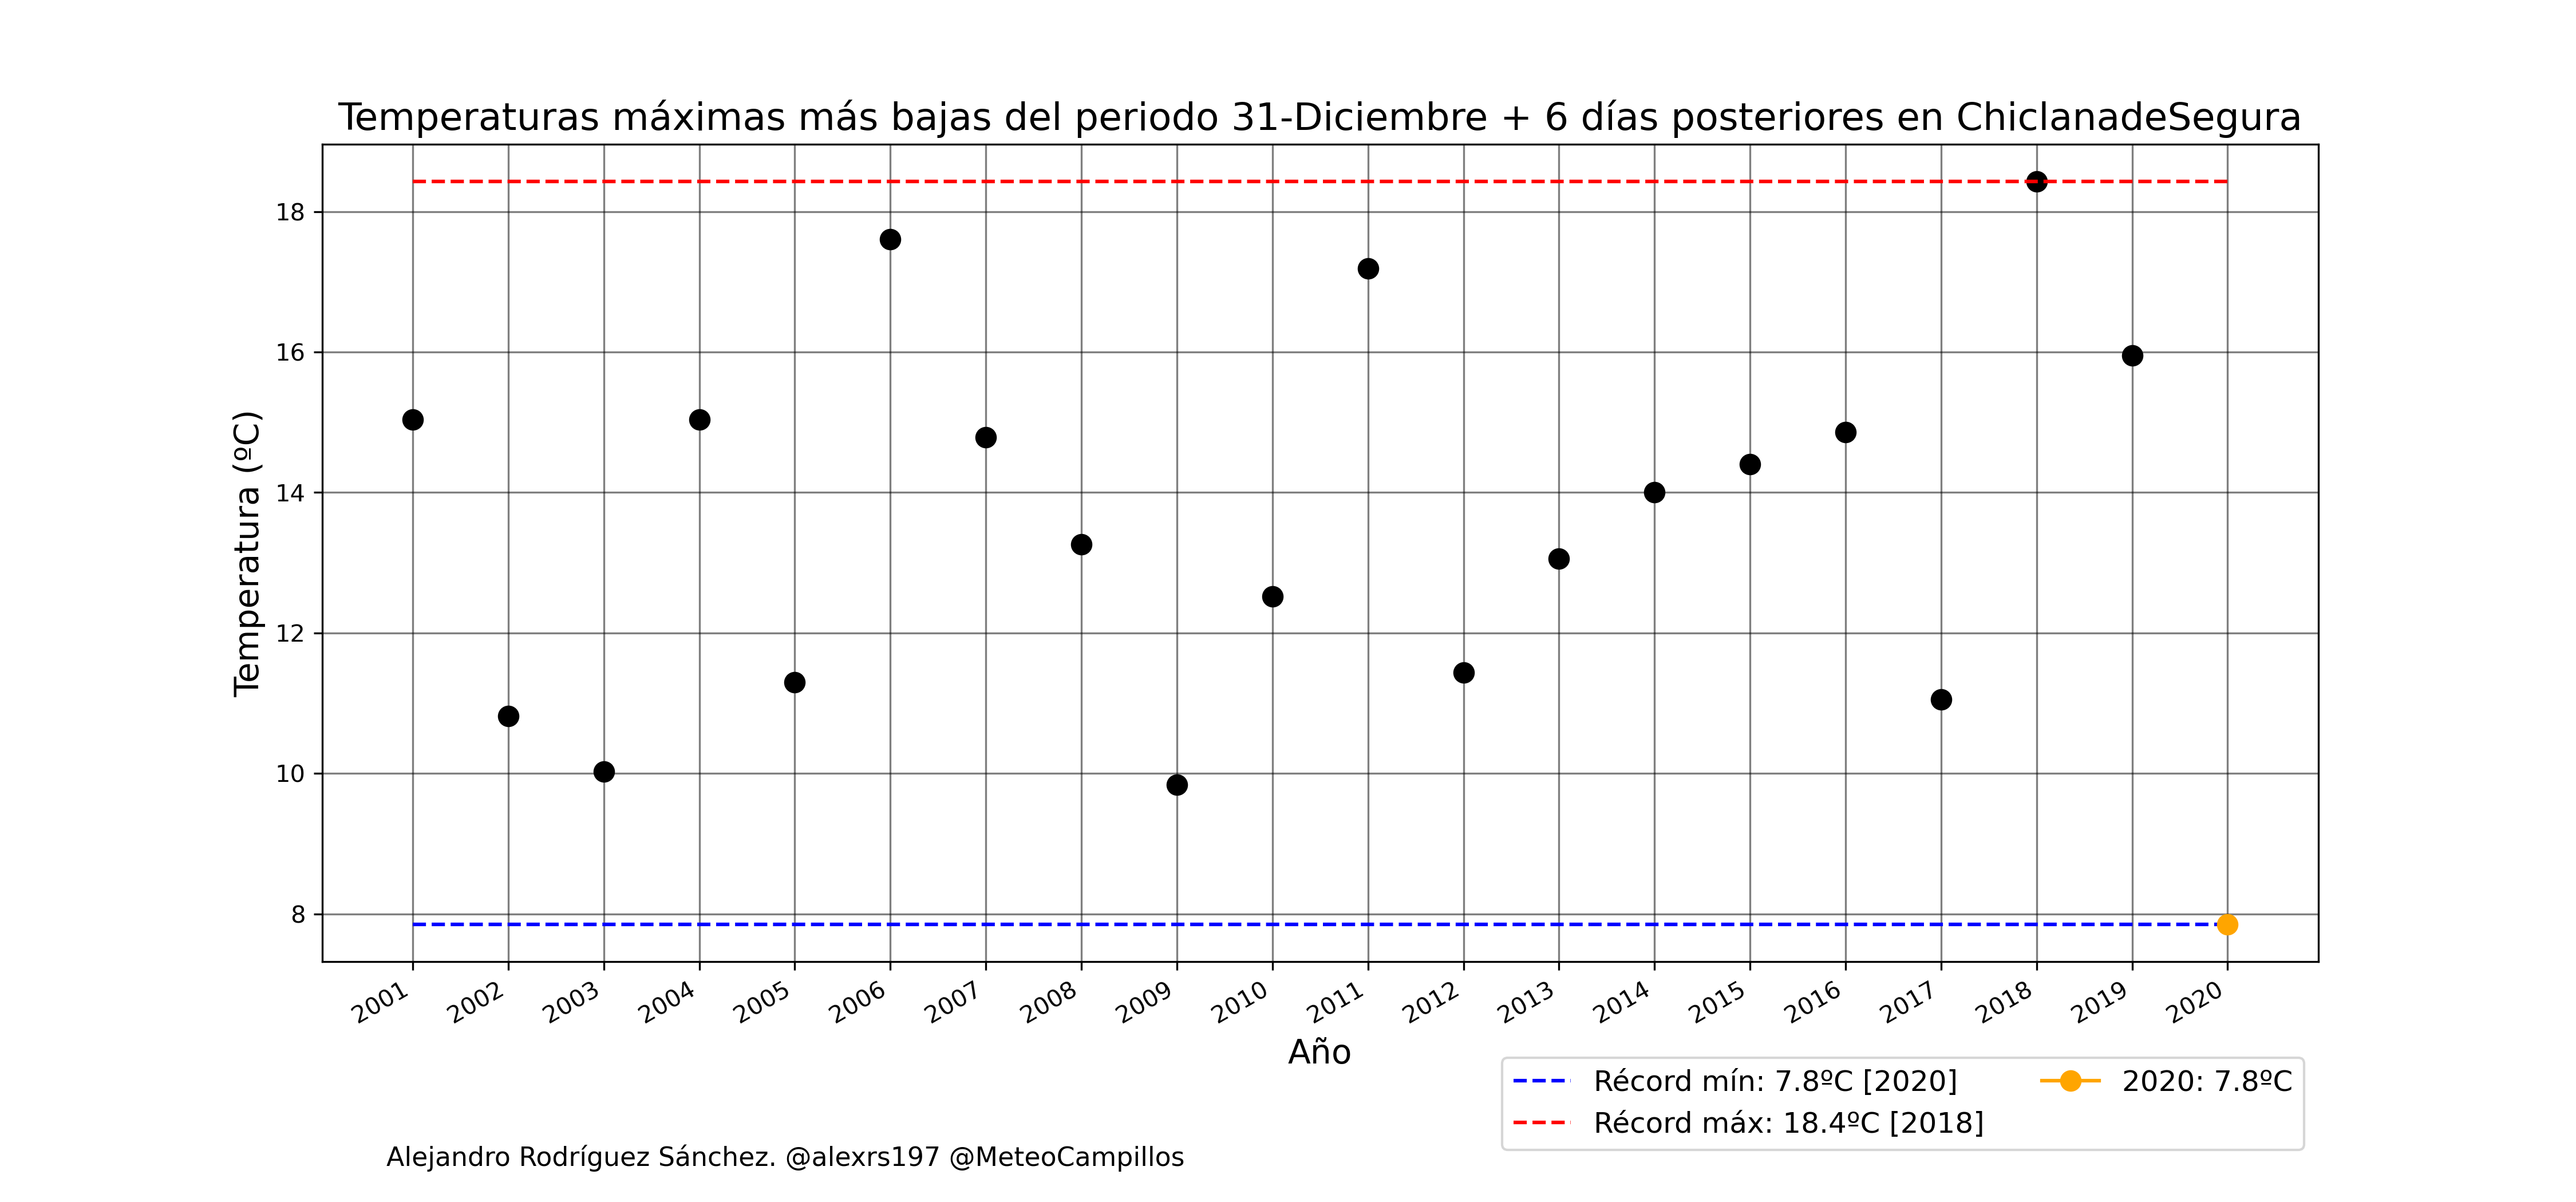 Temperaturas máximas más bajas del periodo 31-Diciembre + 6 días posteriores en ChiclanadeSegura
Temperatura (ºC)
18
16
14
12
10
8
2001 2002 2003 2004 2005 2006 2007 2008 2009 2010 2011 2012 2013 2014 2015 2016 2017 2018 2019 2020
Año
Récord mín: 7.8ºC [2020]
Récord máx: 18.4ºC [2018]
2020: 7.8ºC
Alejandro Rodríguez Sánchez. @alexrs197 @MeteoCampillos